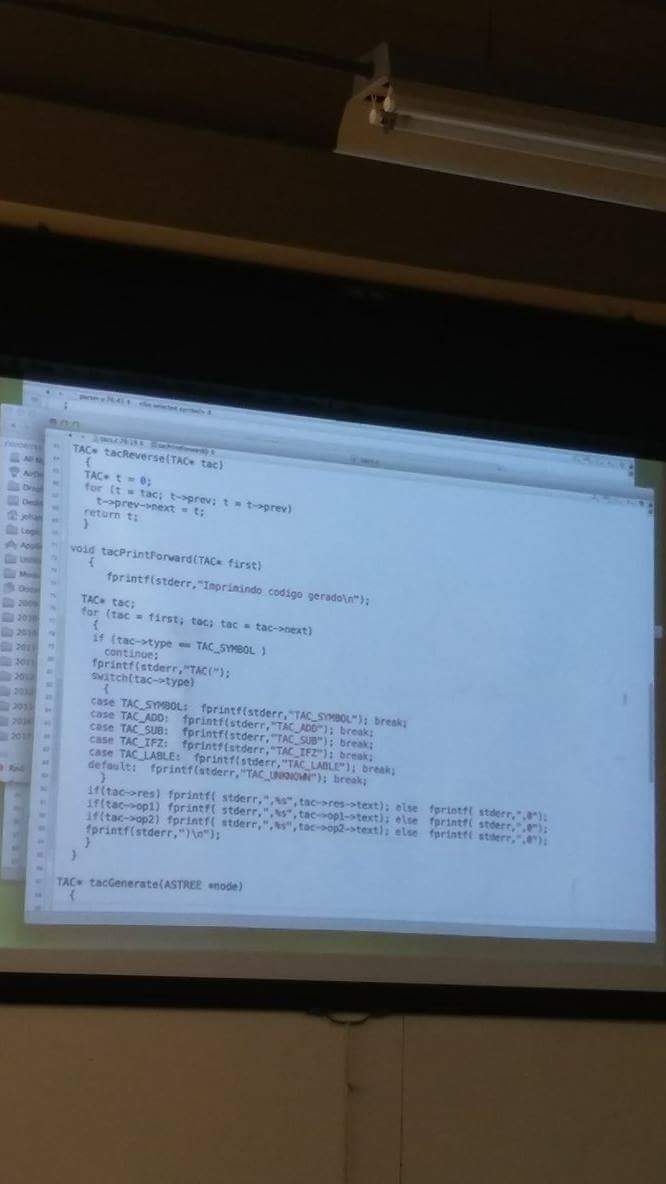 TAC* tacReverse(TAC* tac)
{
TAC* t = 0;
for (t = tac; t->prev; t = t->prev)
t->prev->next = t;
return t;
}
void tacPrintForward(TAC* first)
{
fprintf(stderr,"Imprimindo codigo gerado\n");
TAC* tac;
for (tac = first; tac; tac = tac->next)
{
if (tac->type == TAC_SYMBOL )
continue;
fprintf(stderr,"TAC(");
switch(tac->type)
{
case TAC_SYMBOL: fprintf(stderr,"TAC_SYMBOL"); break;
case TAC_ADD: fprintf(stderr,"TAC_ADD"); break;
case TAC_SUB: fprintf(stderr,"TAC_SUB"); break;
case TAC_IFZ: fprintf(stderr,"TAC_IFZ"); break;
case TAC_LABLE: fprintf(stderr,"TAC_LABLE"); break;
default: fprintf(stderr,"TAC_UNKNOWN"); break;
}
if(tac->res) fprintf( stderr,",%s",tac->res->text); else fprintf( stderr,",0");
if(tac->op1) fprintf( stderr,",%s",tac->op1->text); else fprintf( stderr,",0");
if(tac->op2) fprintf( stderr,",%s",tac->op2->text); else fprintf( stderr,",0");
fprintf(stderr,")\n");
}
}
TAC* tacGenerate(ASTREE *node)
{